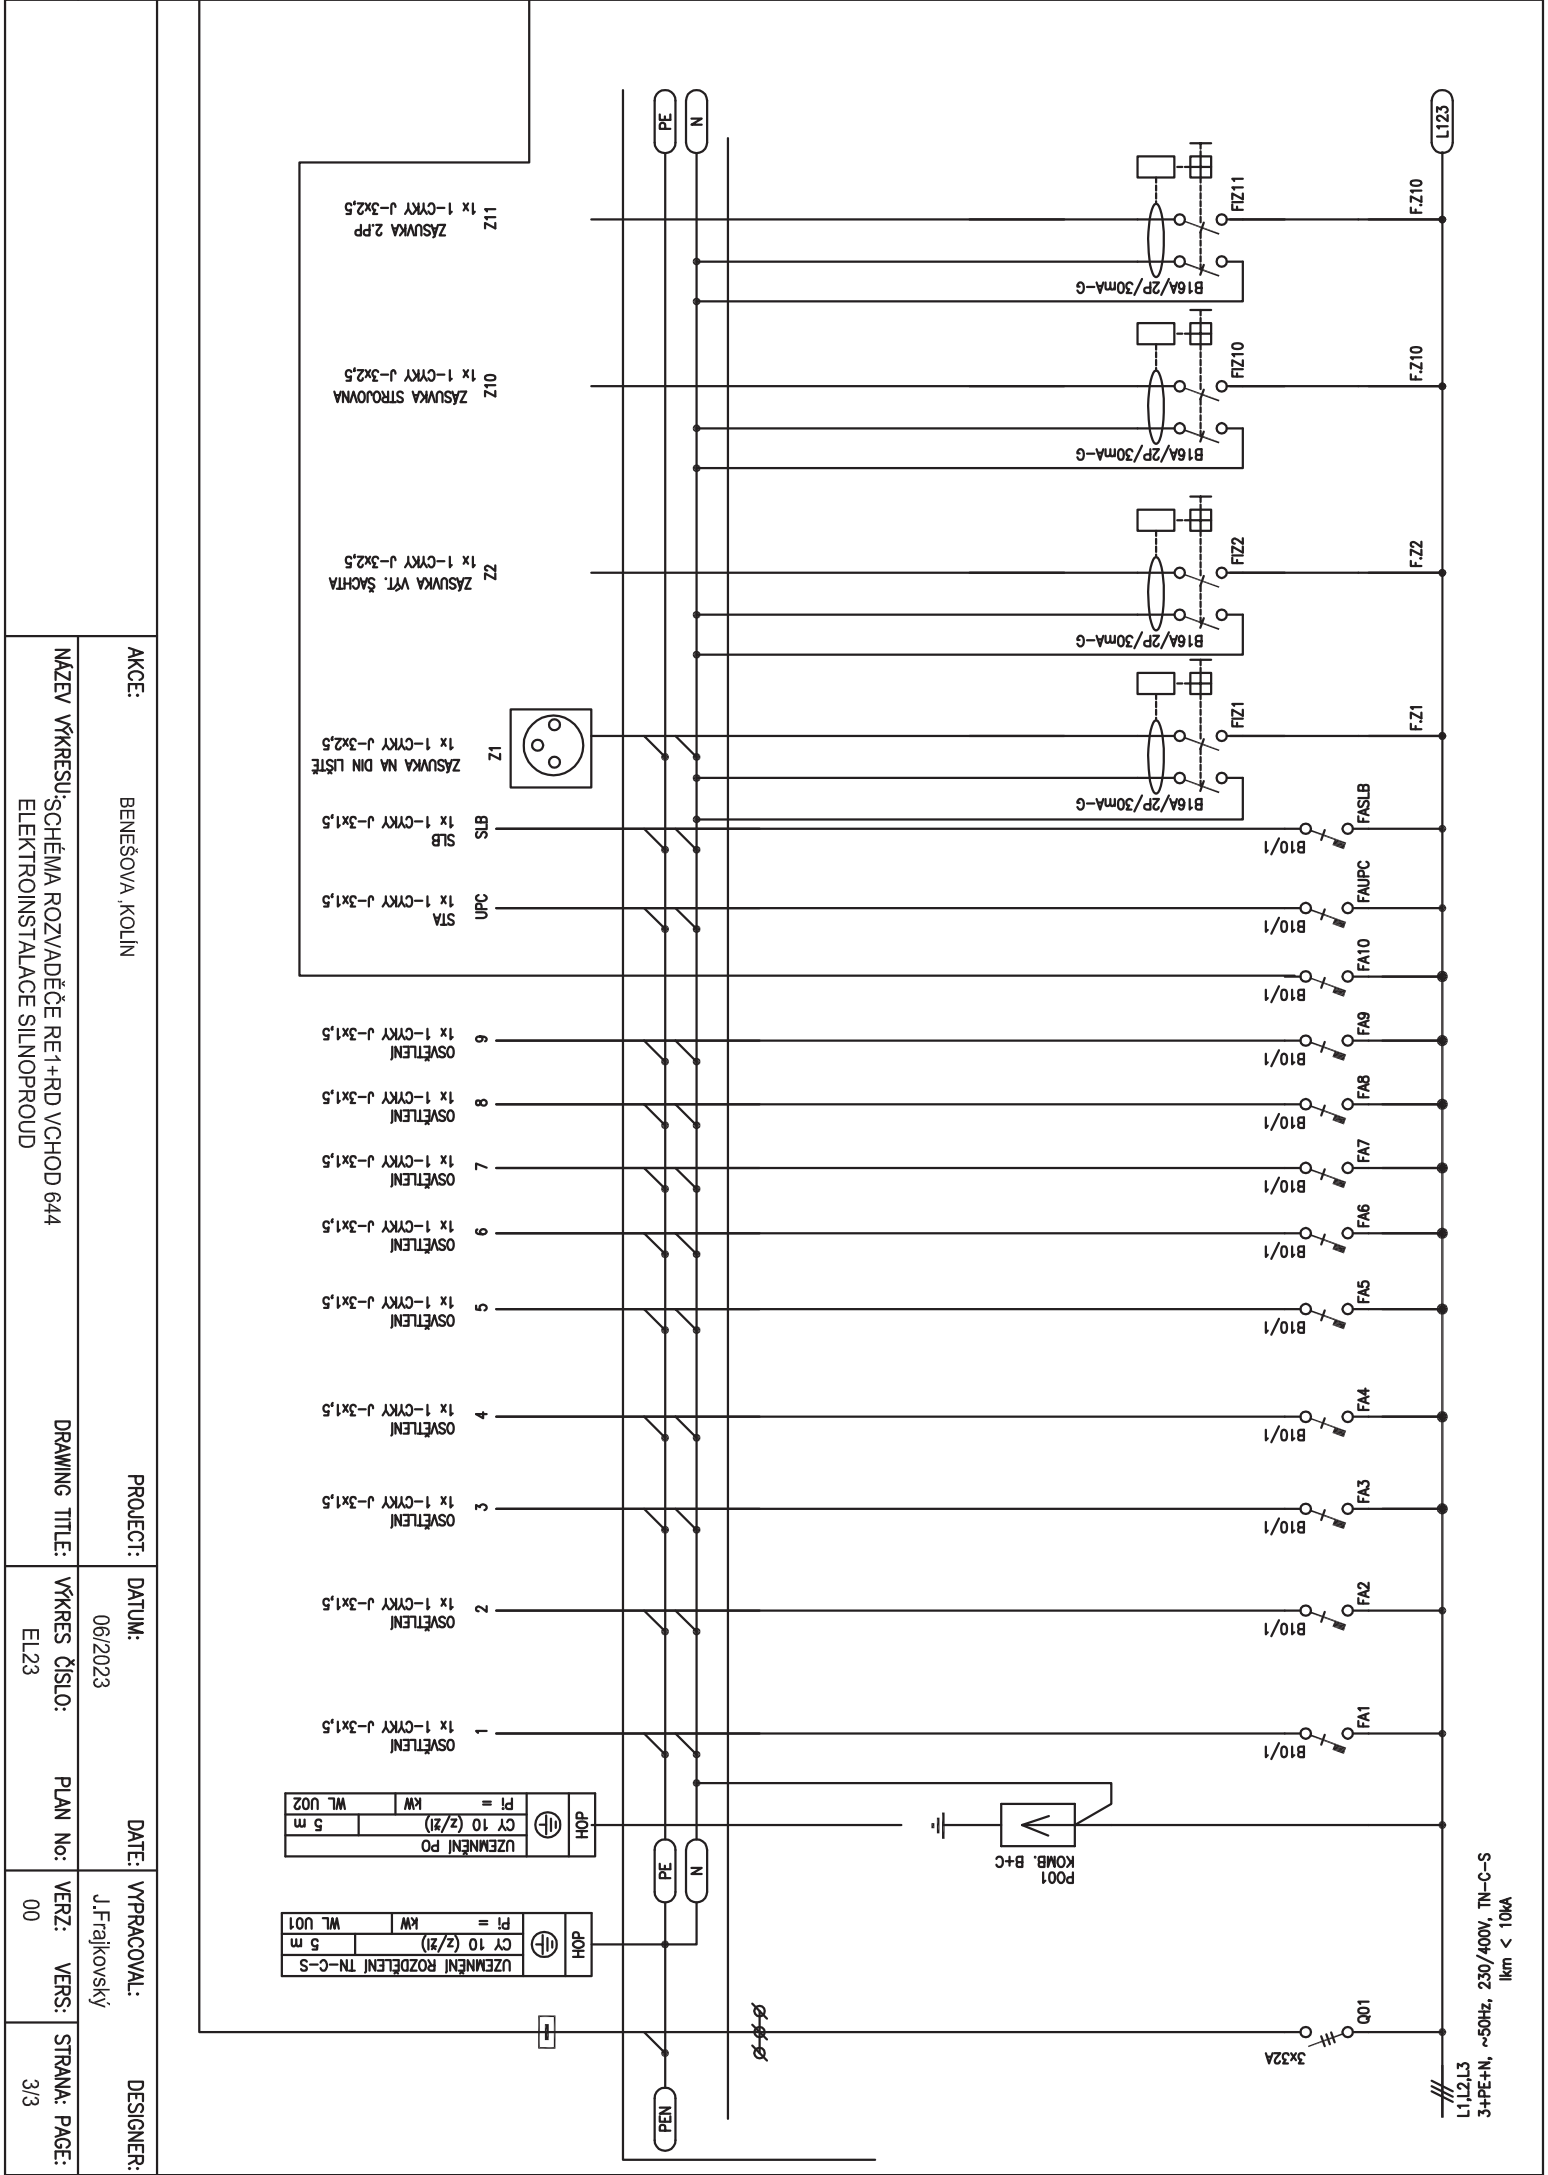 L1,L2,L3
3+PE+N, ~50Hz, 230/400V, TN-C-S
Ikm < 10kA
L123
Q01
3x32A
PEN
HOP
UZEMNĚNÍ ROZDĚLENÍ TN-C-S
CY 10 (z/žl)
5 m
Pi = kW
WL U01
PE
N
P001
KOMB. B+C
HOP
UZEMNĚNÍ PO
CY 10 (z/žl)
5 m
Pi = kW
WL U02
FA1
B10/1
1
OSVĚTLENÍ
1x 1-CYKY J-3x1,5
FA2
B10/1
2
OSVĚTLENÍ
1x 1-CYKY J-3x1,5
FA3
B10/1
3
OSVĚTLENÍ
1x 1-CYKY J-3x1,5
FA4
B10/1
4
OSVĚTLENÍ
1x 1-CYKY J-3x1,5
FA5
B10/1
5
OSVĚTLENÍ
1x 1-CYKY J-3x1,5
FA6
B10/1
6
OSVĚTLENÍ
1x 1-CYKY J-3x1,5
FA7
B10/1
7
OSVĚTLENÍ
1x 1-CYKY J-3x1,5
FA8
B10/1
8
OSVĚTLENÍ
1x 1-CYKY J-3x1,5
FA9
B10/1
9
OSVĚTLENÍ
1x 1-CYKY J-3x1,5
FA10
B10/1
FAUPC
B10/1
UPC
STA
1x 1-CYKY J-3x1,5
FASLB
B10/1
SLB
SLB
1x 1-CYKY J-3x1,5
F.Z1
FIZ1
B16A/2P/30mA-G
Z1
ZÁSUVKA NA DIN LIŠTĚ
1x 1-CYKY J-3x2,5
F.Z2
FIZ2
B16A/2P/30mA-G
Z2
ZÁSUVKA VÝT. ŠACHTA
1x 1-CYKY J-3x2,5
F.Z10
FIZ10
B16A/2P/30mA-G
Z10
ZÁSUVKA STROJOVNA
1x 1-CYKY J-3x2,5
F.Z10
FIZ11
B16A/2P/30mA-G
Z11
ZÁSUVKA 2.PP
1x 1-CYKY J-3x2,5
PE
N
AKCE:
PROJECT:
BENEŠOVA ,KOLÍN
NÁZEV VÝKRESU:
DRAWING TITLE:
SCHÉMA ROZVADĚČE RE1+RD VCHOD 644
ELEKTROINSTALACE SILNOPROUD
DATUM:
DATE:
06/2023
VÝKRES ČÍSLO:
PLAN No:
EL23
VYPRACOVAL:
DESIGNER:
J.Frajkovský
VERZ:
VERS:
00
STRANA:
PAGE:
3/3